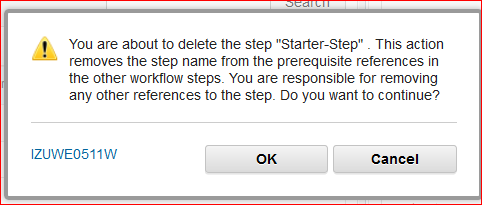 Search
You are about to delete the step "Starter-Step" . This action
removes the step name from the prerequisite references in
the other workflow steps. You are responsible for removing
any other references to the step. Do you want to continue?
IZUWE0511W
OK
Cancel